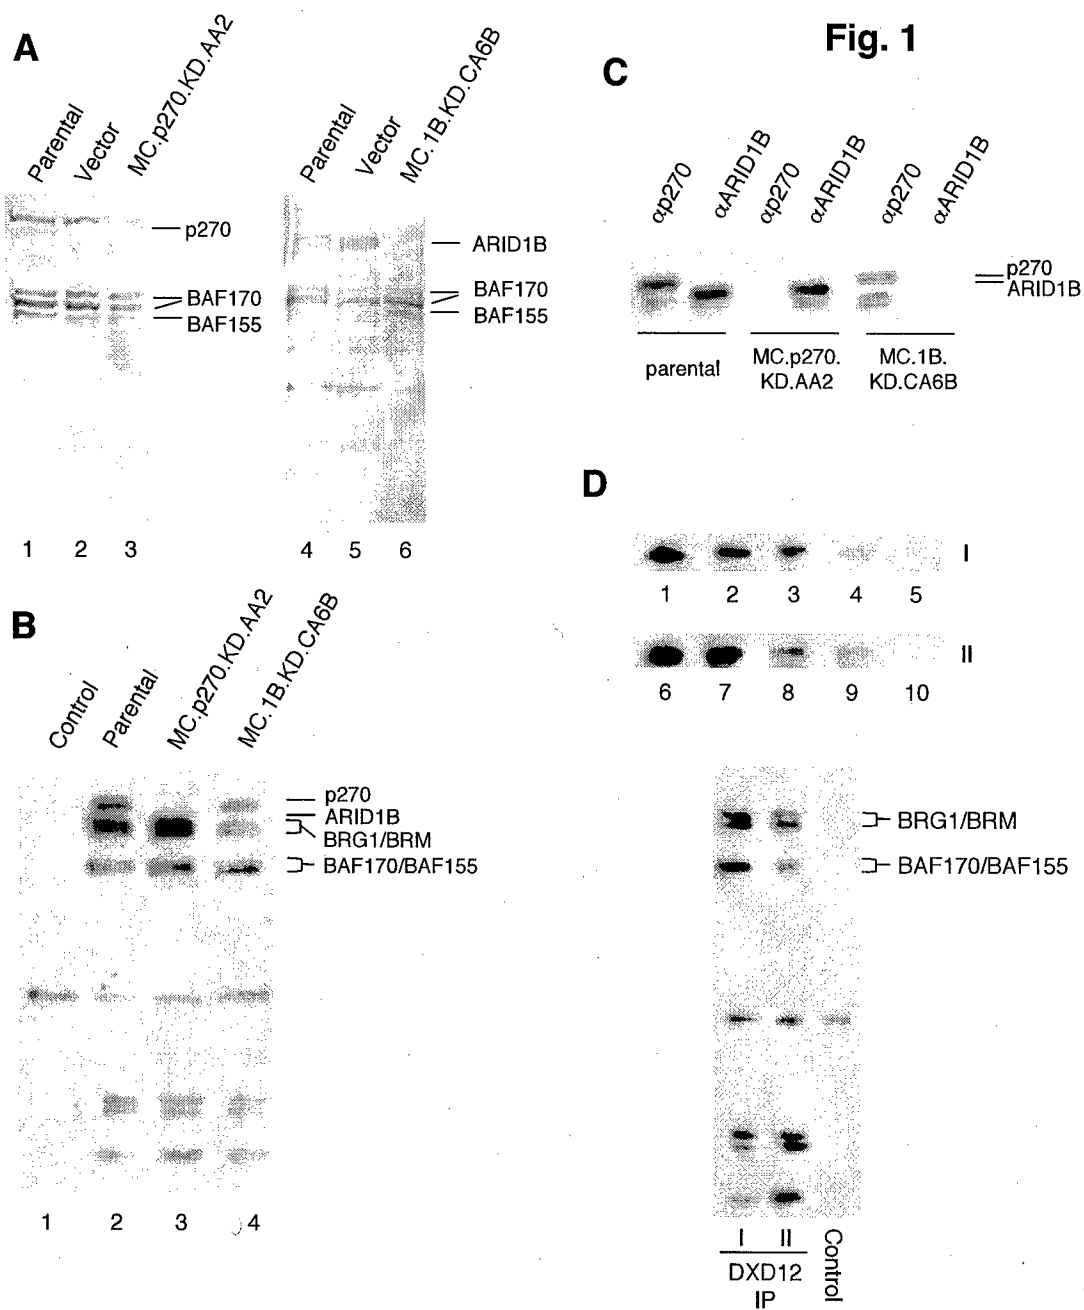 Fig. 1
A
Parental
Vector
MC.p270.KD.AA2
p270
BAF170
BAF155
1 2 3
Parental
Vector
MC.1B.KD.CA6B
ARID1B
BAF170
BAF155
4 5 6
B
Control
Parental
MC.p270.KD.AA2
MC.1B.KD.CA6B
p270
ARID1B
BRG1/BRM
BAF170/BAF155
1 2 3 4
C
αp270
αARID1B
αp270
αARID1B
αp270
αARID1B
p270
ARID1B
parental
MC.p270.
KD.AA2
MC.1B.
KD.CA6B
D
I
1 2 3 4 5
II
6 7 8 9 10
BRG1/BRM
BAF170/BAF155
I II
DXD12
IP
Control